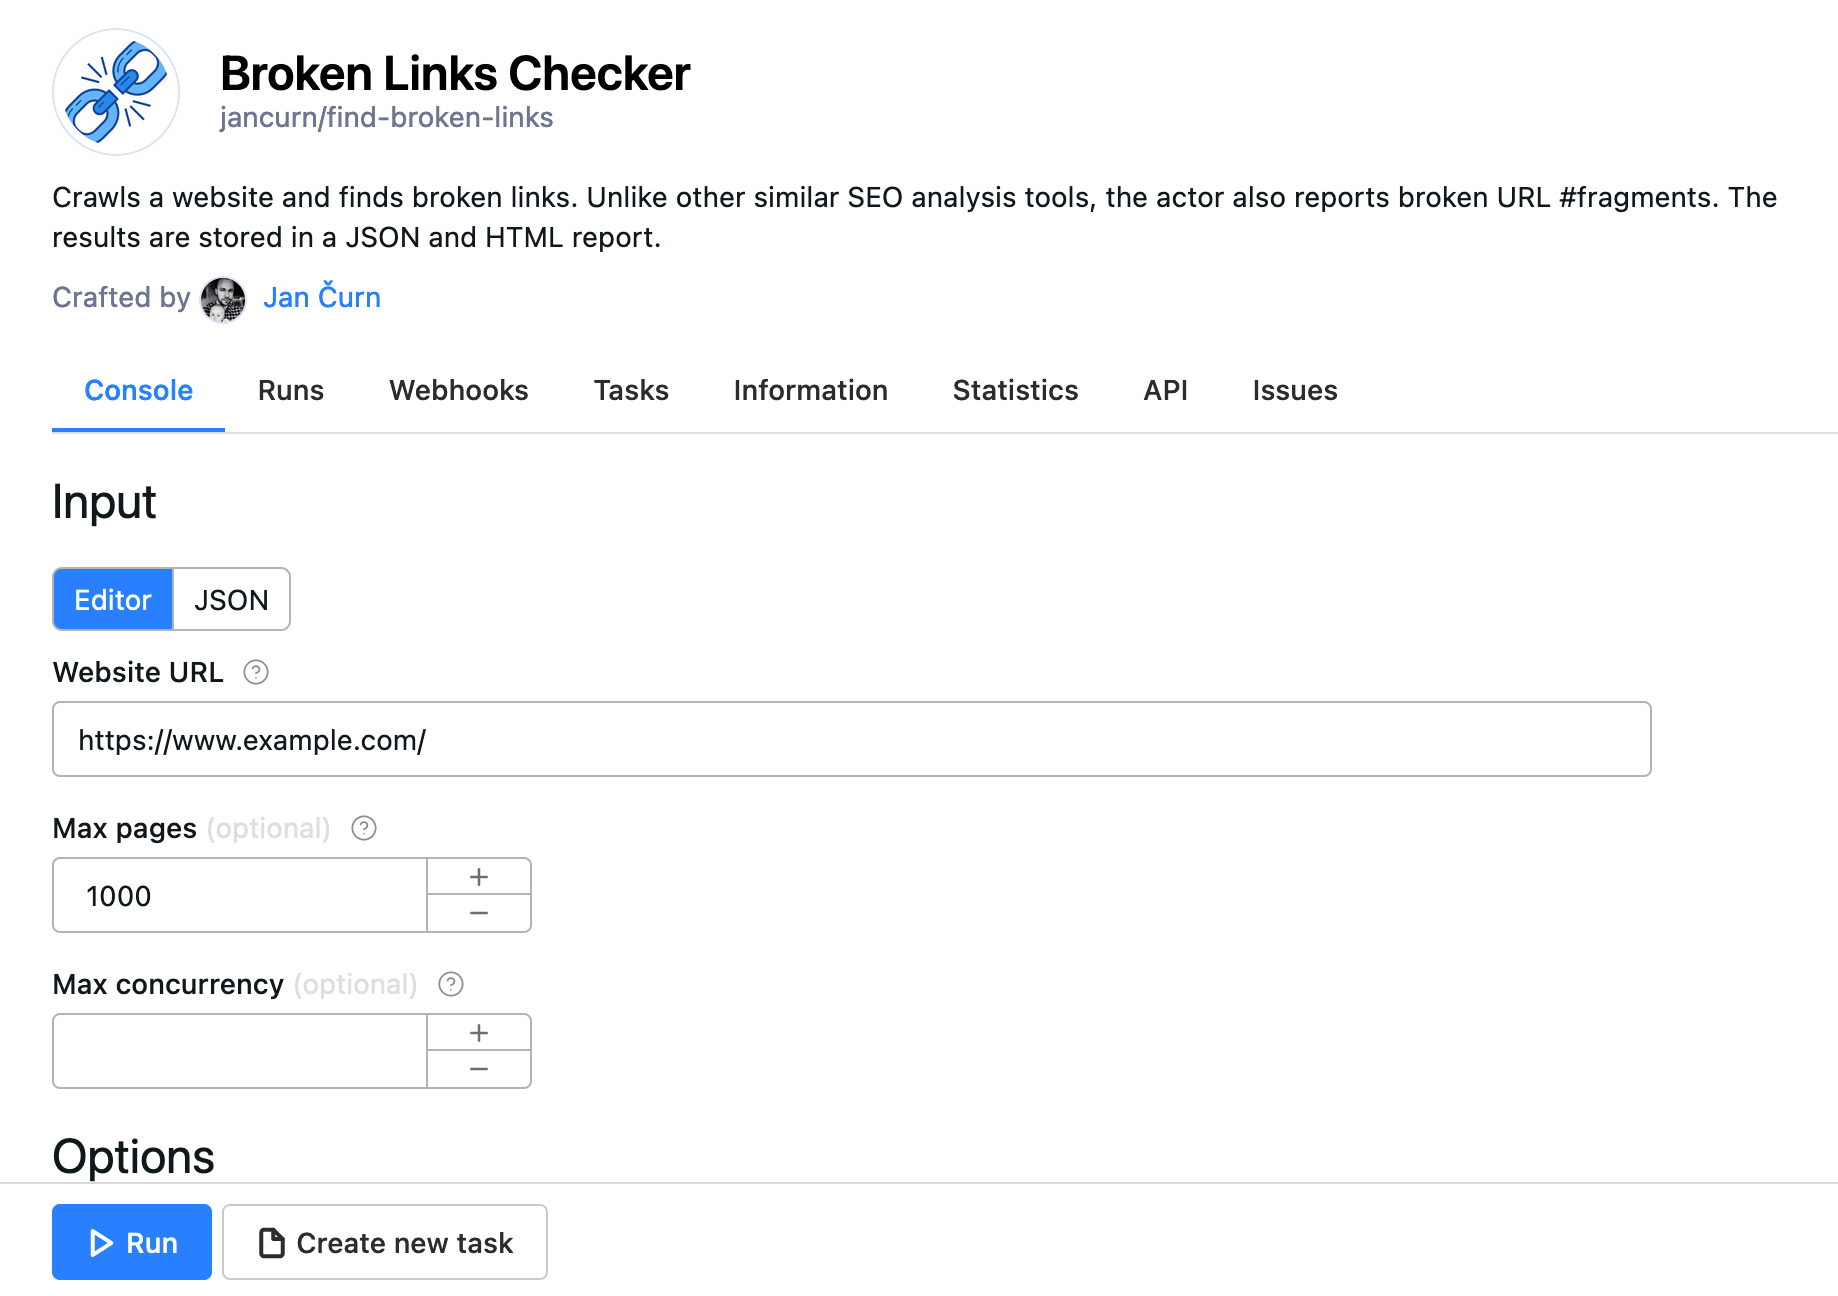 Broken Links Checker
jancurn/find-broken-links
Crawls a website and finds broken links. Unlike other similar SEO analysis tools, the actor also reports broken URL #fragments. The
results are stored in a JSON and HTML report.
Crafted by Jan Čurn
Console Runs Webhooks Tasks Information Statistics API Issues
Input
Editor JSON
Website URL ?
https://www.example.com/
Max pages (optional) ?
1000 + −
Max concurrency (optional) ?
+ −
Options
Run Create new task